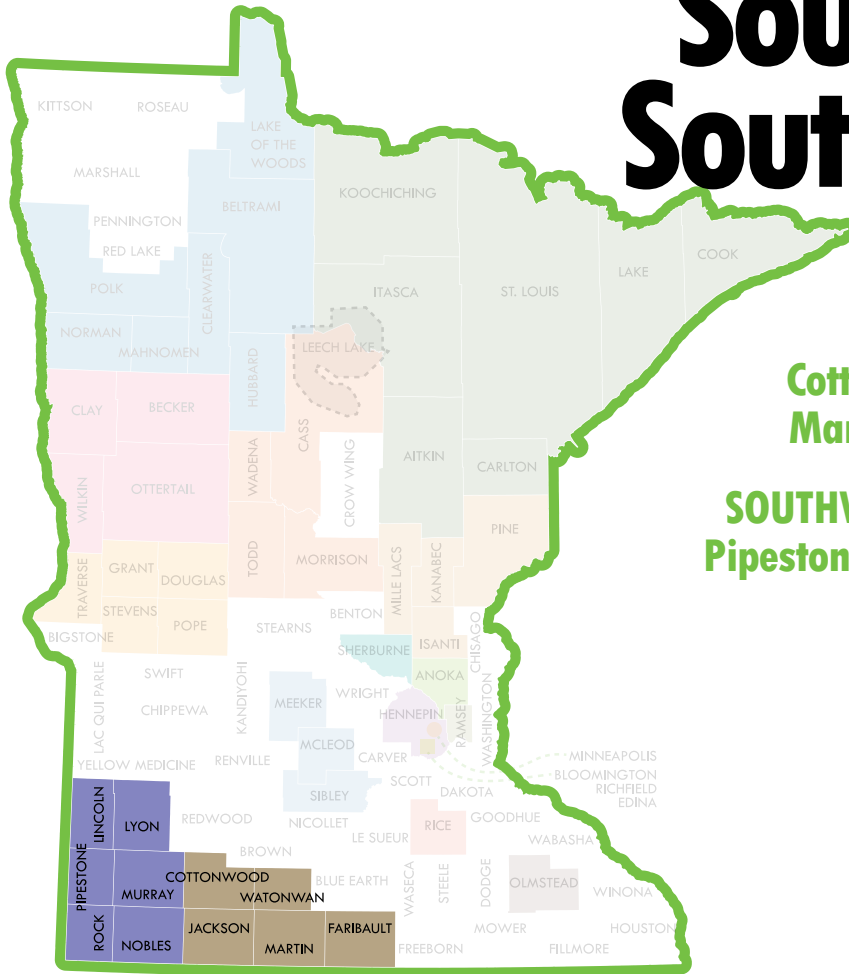 Sou
Sout
KITTSON
ROSEAU
LAKE
OF THE
WOODS
MARSHALL
KOOCHICHING
BELTRAMI
PENNINGTON
RED LAKE
COOK
LAKE
POLK
CLEARWATER
ITASCA
ST. LOUIS
NORMAN
MAHNOMEN
LEECH LAKE
HUBBARD
Cott
Mar
CLAY
BECKER
CASS
WADENA
CROW WING
AITKIN
CARLTON
WILKIN
OTTERTAIL
SOUTHW
Pipeston
PINE
TODD
MORRISON
MILLE LACS
KANABEC
TRAVERSE
GRANT
DOUGLAS
STEVENS
POPE
BENTON
STEARNS
BIGSTONE
SHERBURNE
ISANTI
CHISAGO
LAC QUI PARLE
SWIFT
KANDIYOHI
ANOKA
CHIPPEWA
MEEKER
WRIGHT
HENNEPIN
RAMSEY
WASHINGTON
MCLEOD
CARVER
YELLOW MEDICINE
RENVILLE
MINNEAPOLIS
BLOOMINGTON
RICHFIELD
EDINA
SCOTT
DAKOTA
SIBLEY
LINCOLN
LYON
REDWOOD
NICOLLET
LE SUEUR
RICE
GOODHUE
WABASHA
BROWN
PIPESTONE
MURRAY
COTTONWOOD
WATONWAN
BLUE EARTH
WASECA
STEELE
DODGE
OLMSTEAD
WINONA
ROCK
NOBLES
JACKSON
MARTIN
FARIBAULT
FREEBORN
MOWER
FILLMORE
HOUSTON